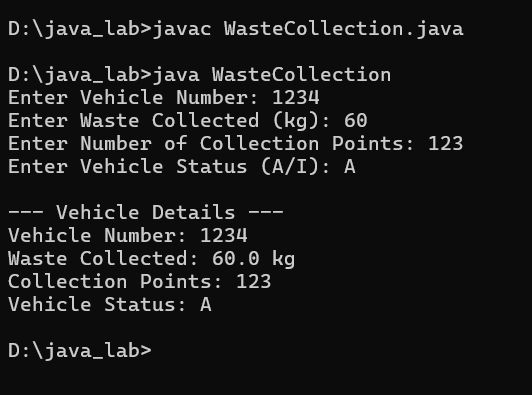 D:\java_lab>javac WasteCollection.java
D:\java_lab>java WasteCollection
Enter Vehicle Number: 1234
Enter Waste Collected (kg): 60
Enter Number of Collection Points: 123
Enter Vehicle Status (A/I): A
--- Vehicle Details ---
Vehicle Number: 1234
Waste Collected: 60.0 kg
Collection Points: 123
Vehicle Status: A
D:\java_lab>